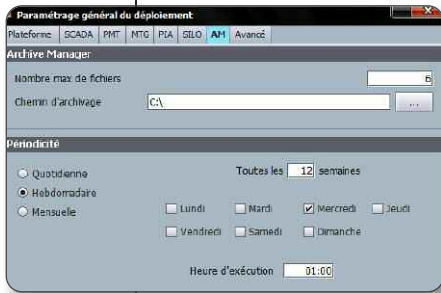 Paramétrage général du déploiement
Plateforme SCADA PMT MTG PIA SILO AM Avancé
Archive Manager
Nombre max de fichiers 6
Chemin d'archivage C:\ ...
Périodicité
Quotidienne Toutes les 12 semaines
Hebdomadaire
Mensuelle Lundi Mardi Mercredi Jeudi
Vendredi Samedi Dimanche
Heure d'exécution 01:00